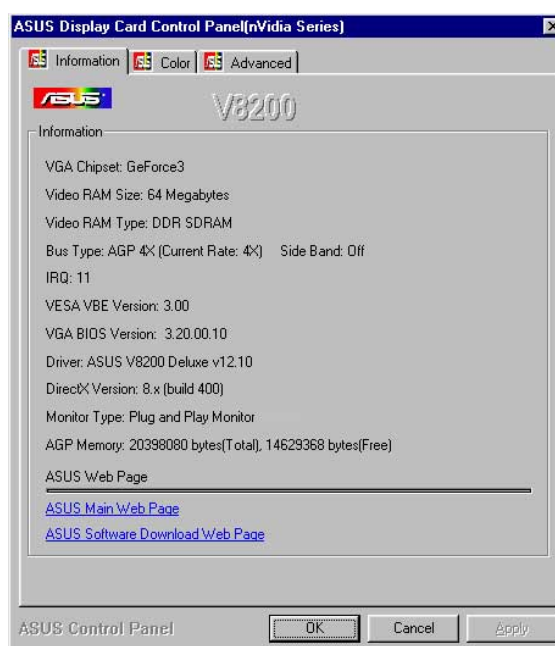 ASUS Display Card Control Panel(nVidia Series)
Information Color Advanced
ASUS V8200
Information
VGA Chipset: GeForce3
Video RAM Size: 64 Megabytes
Video RAM Type: DDR SDRAM
Bus Type: AGP 4X (Current Rate: 4X) Side Band: Off
IRQ: 11
VESA VBE Version: 3.00
VGA BIOS Version: 3.20.00.10
Driver: ASUS V8200 Deluxe v12.10
DirectX Version: 8.x (build 400)
Monitor Type: Plug and Play Monitor
AGP Memory: 20398080 bytes(Total), 14629368 bytes(Free)
ASUS Web Page
ASUS Main Web Page
ASUS Software Download Web Page
ASUS Control Panel OK Cancel Apply